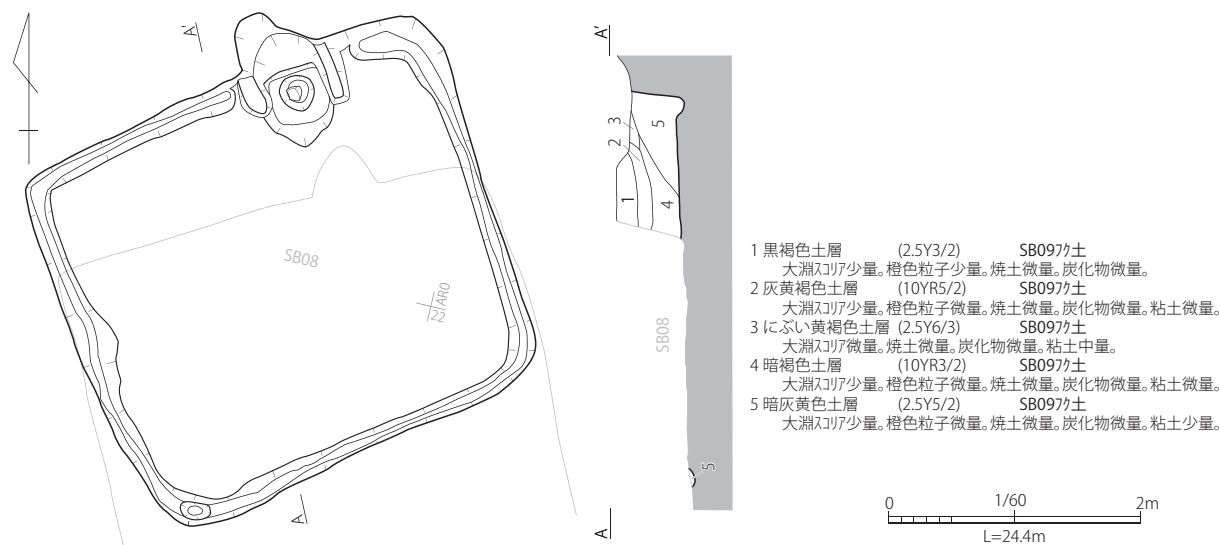 A'
SB08
IAR0
22
A
A'
3
2
5
1
4
SB08
5
A
1 黒褐色土層 (2.5Y3/2) SB09ﾌｸ土
大淵ｽｺﾘｱ少量。橙色粒子少量。焼土微量。炭化物微量。
2 灰黄褐色土層 (10YR5/2) SB09ﾌｸ土
大淵ｽｺﾘｱ少量。橙色粒子微量。焼土微量。炭化物微量。粘土微量。
3 にぶい黄褐色土層 (2.5Y6/3) SB09ﾌｸ土
大淵ｽｺﾘｱ微量。焼土微量。炭化物微量。粘土中量。
4 暗褐色土層 (10YR3/2) SB09ﾌｸ土
大淵ｽｺﾘｱ少量。橙色粒子微量。焼土微量。炭化物微量。粘土微量。
5 暗灰黄色土層 (2.5Y5/2) SB09ﾌｸ土
大淵ｽｺﾘｱ少量。橙色粒子微量。焼土微量。炭化物微量。粘土少量。
0 1/60 2m
L=24.4m